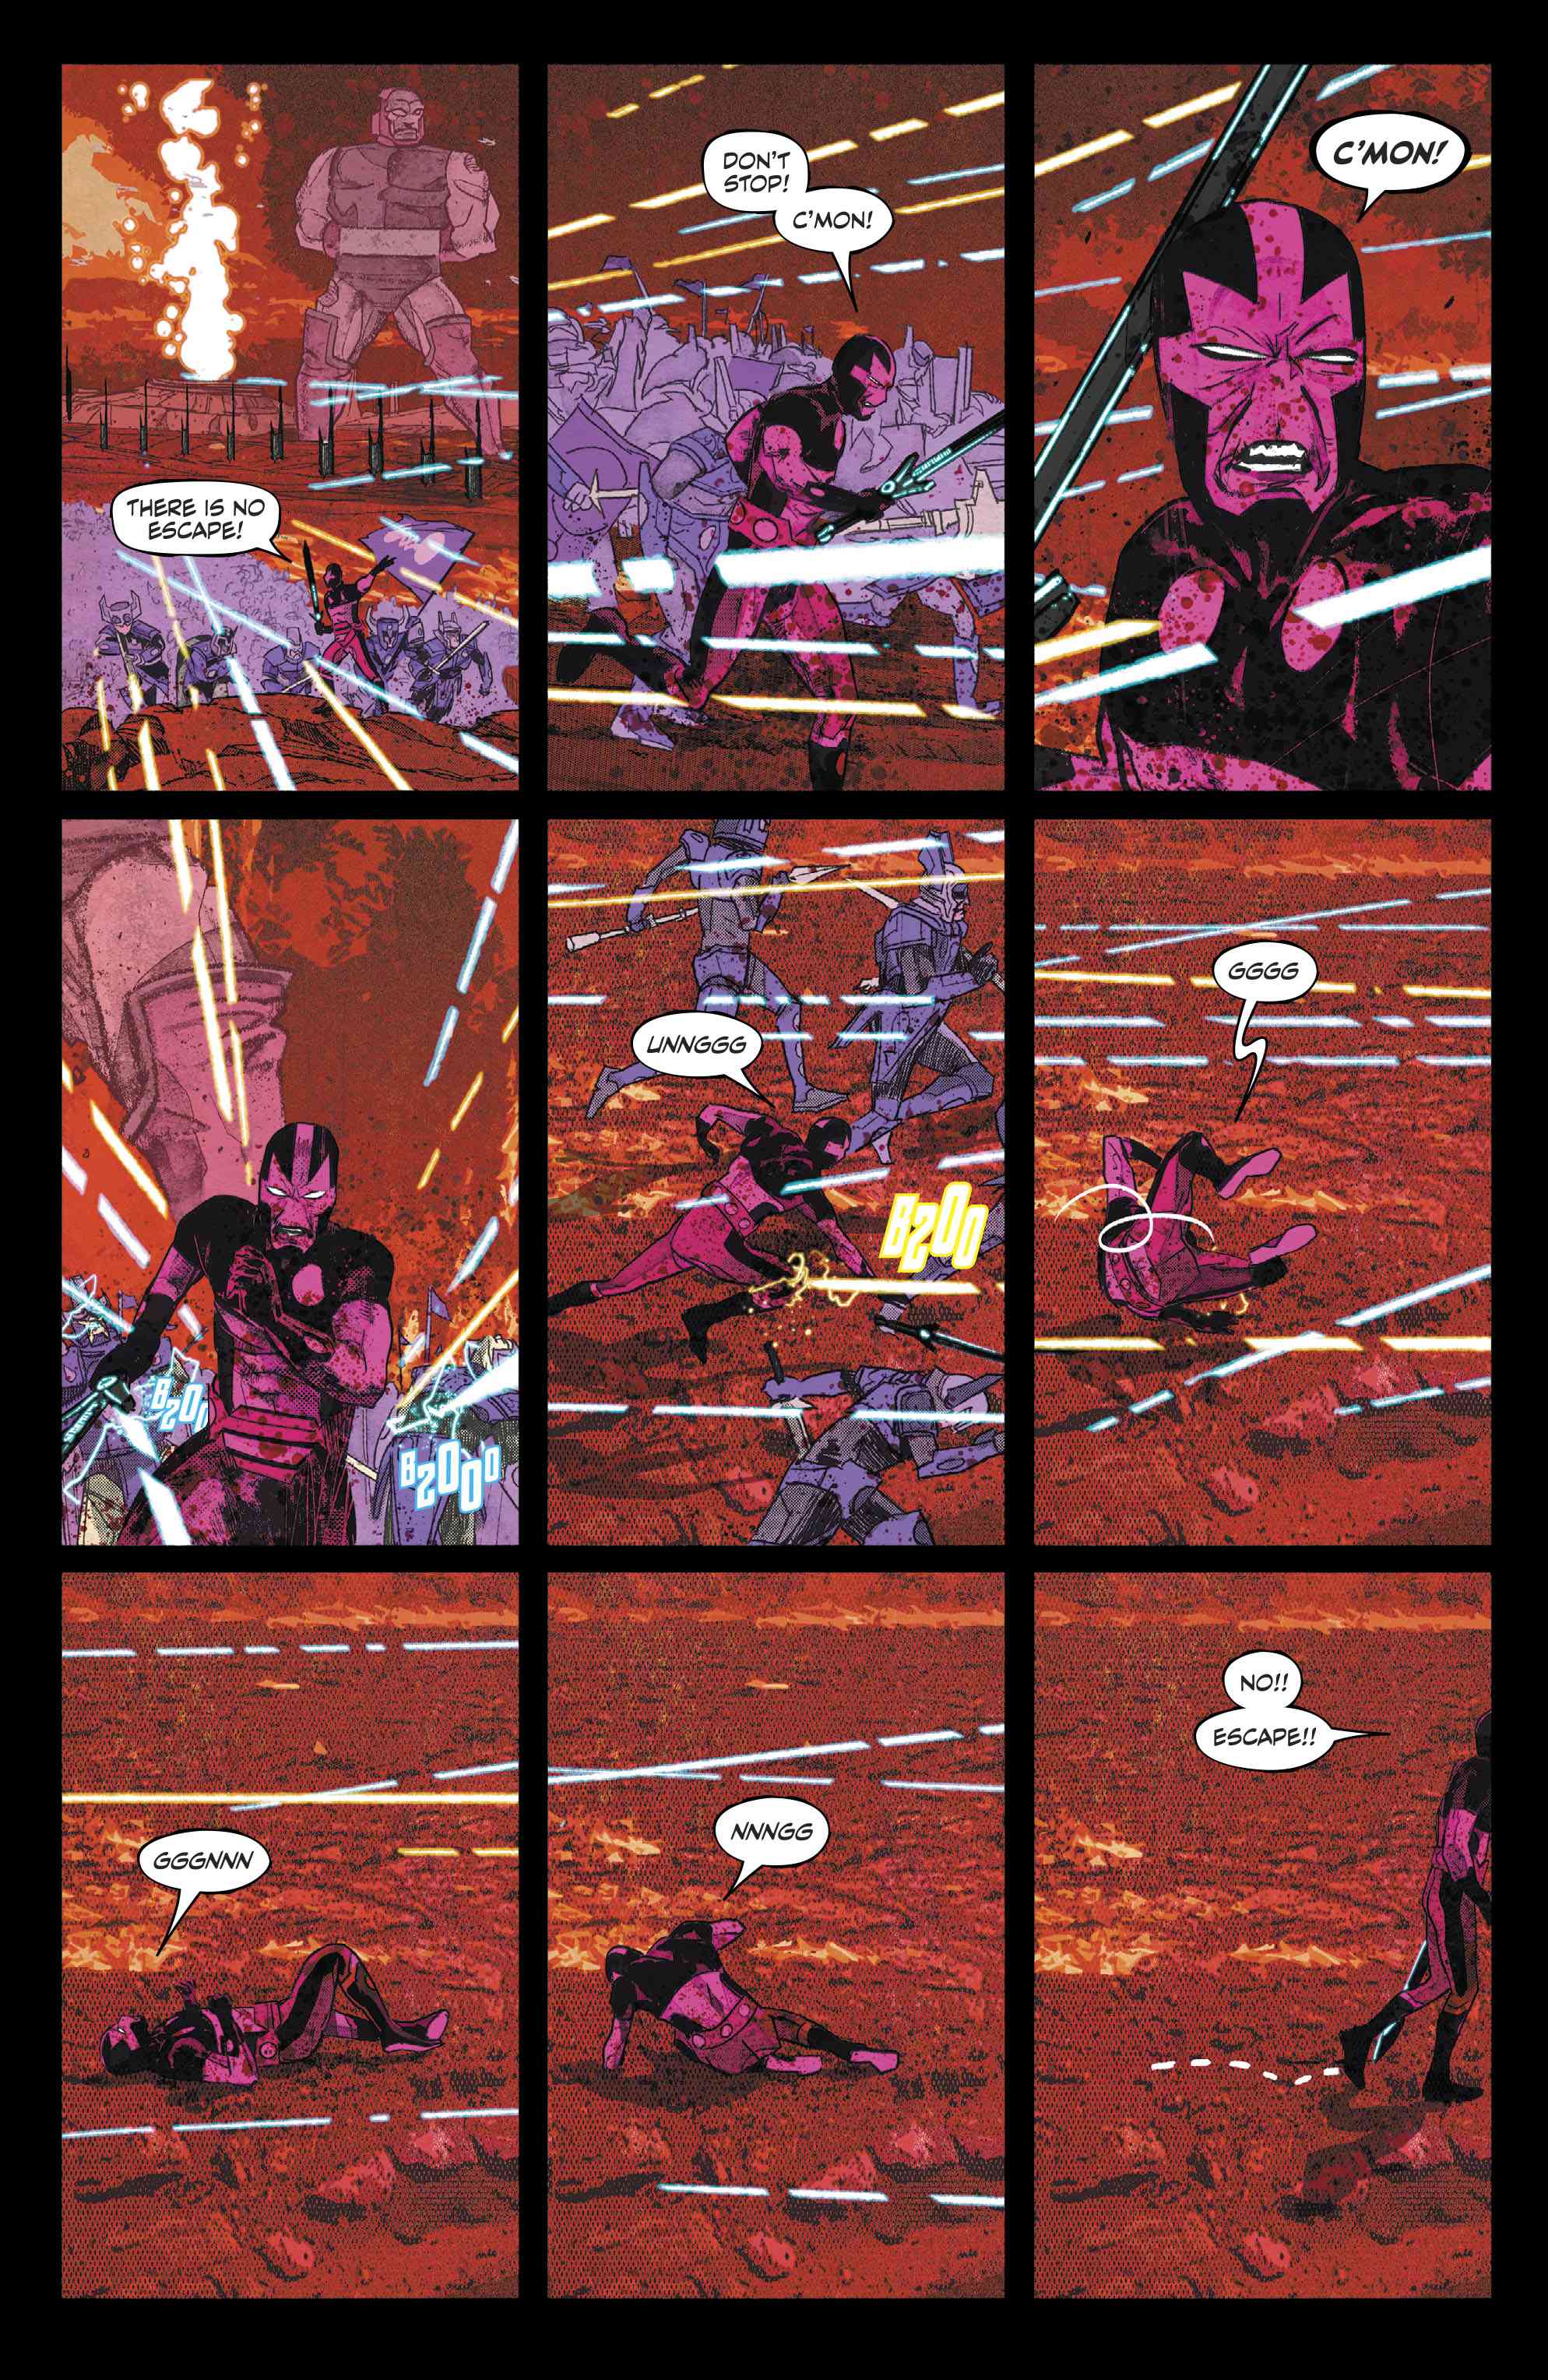 THERE IS NO
ESCAPE!
DON'T
STOP!
C'MON!
C'MON!
BZOO
BZOOO
UNNGGG
BZOO
GGGG
GGGNNN
NNNGG
NO!!
ESCAPE!!